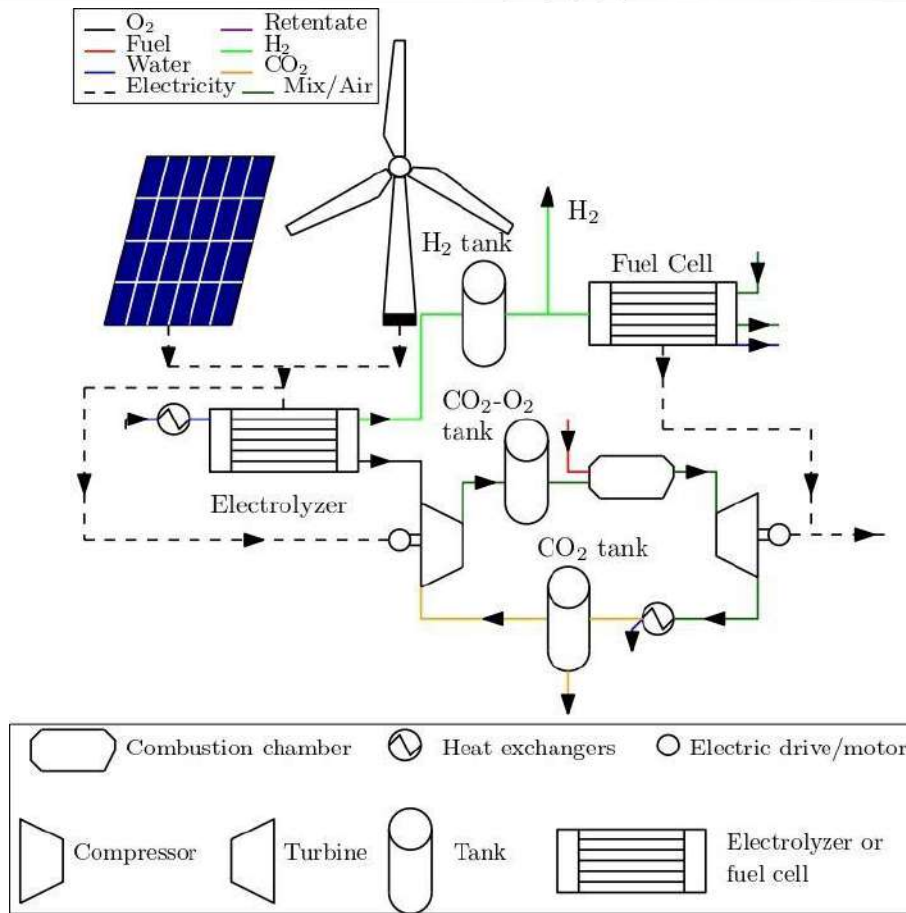 O₂
Retentate
Fuel
H₂
Water
CO₂
Electricity
Mix/Air
H₂
H₂ tank
Fuel Cell
CO₂-O₂
tank
Electrolyzer
CO₂ tank
Combustion chamber
Heat exchangers
Electric drive/motor
Compressor
Turbine
Tank
Electrolyzer or
fuel cell